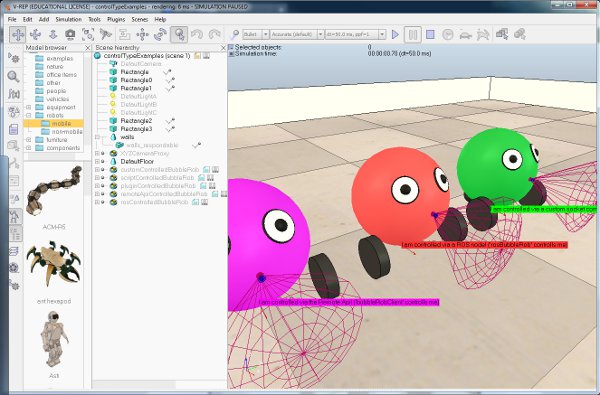 V-REP (EDUCATIONAL LICENSE) - controlTypeExamples - rendering: 6 ms - SIMULATION PAUSED
File Edit Add Simulation Tools Plugins Scenes Help
Bullet Accurate (default) dt=50.0 ms, ppf=1
Model browser
examples
nature
office items
other
people
vehicles
equipment
robots
mobile
non-mobile
furniture
components
ACM-R5
ant hexapod
Asti
Scene hierarchy
controlTypeExamples (scene 1)
DefaultCamera
Rectangle
Rectangle0
Rectangle1
DefaultLightA
DefaultLightB
DefaultLightC
Rectangle2
Rectangle3
walls
walls_respondable
XYZCameraProxy
DefaultFloor
customControlledBubbleRob
scriptControlledBubbleRob
pluginControlledBubbleRob
remoteApiControlledBubbleRob
rosControlledBubbleRob
Selected objects: 0
Simulation time: 00:00:03.70 (dt=50.0 ms)
I am controlled via a custom socket com
I am controlled via a ROS node! ('rosBubbleRob' controls me)
I am controlled via the Remote Api! ('bubbleRobClient' controls me)